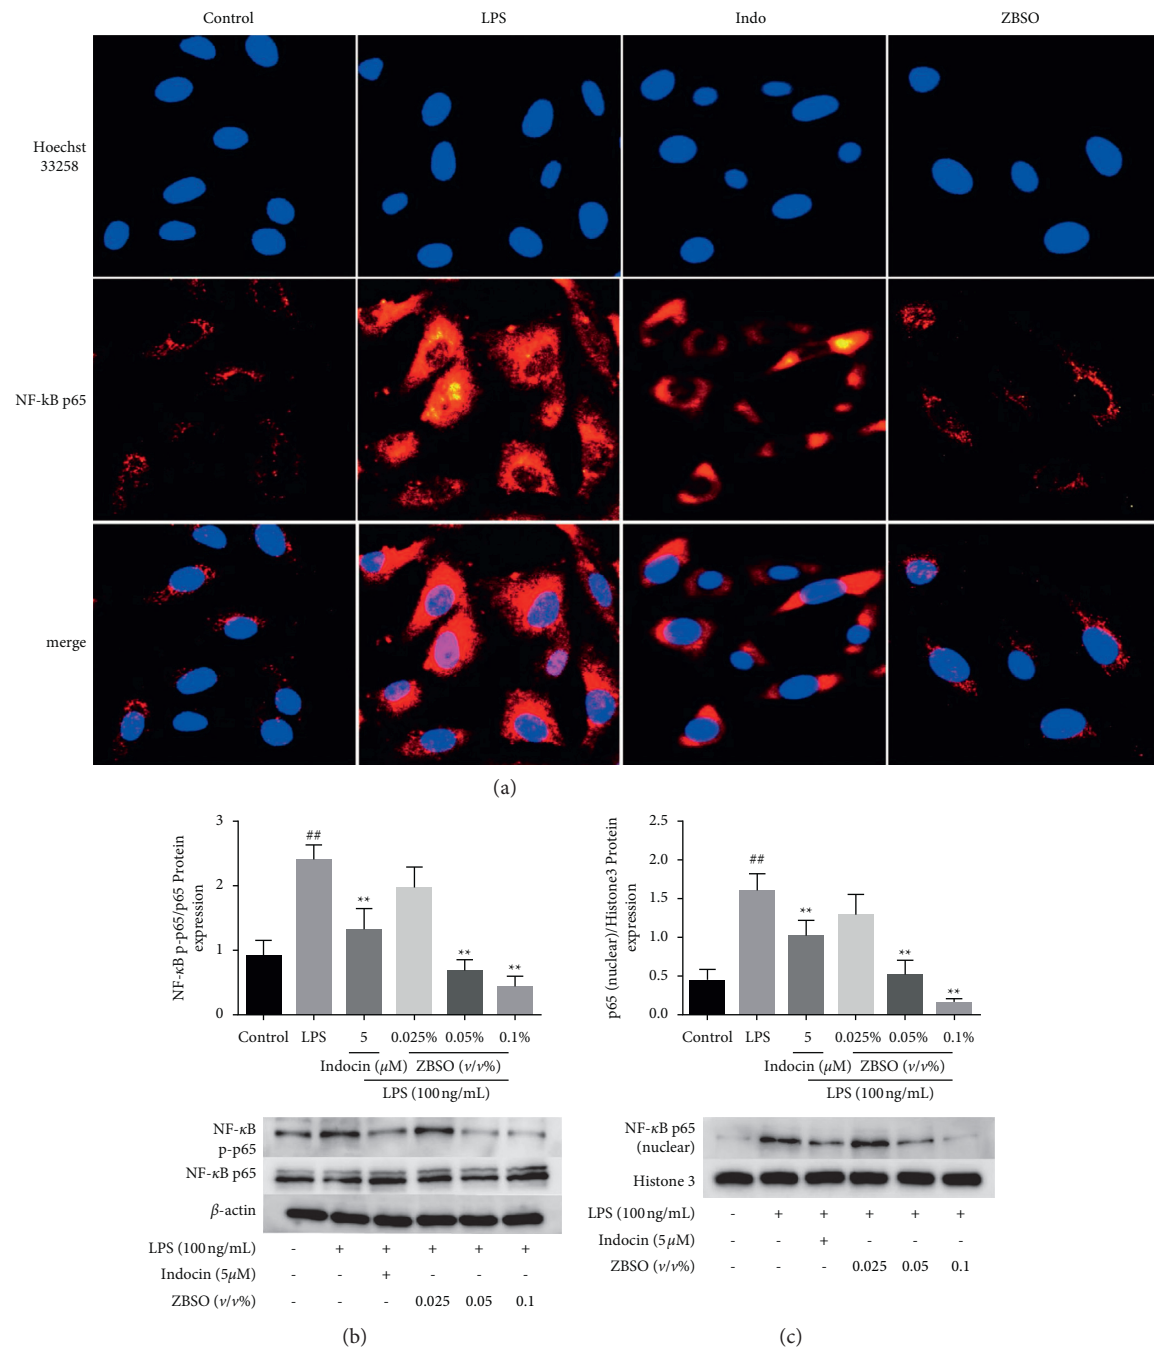 Control LPS Indo ZBSO
Hoechst
33258
NF-kB p65
merge
(a)
NF-κB p-p65/p65 Protein
expression
3
2
1
0
##
**
**
**
Control LPS 5 0.025% 0.05% 0.1%
Indocin (μM) ZBSO (v/v%)
LPS (100 ng/mL)
NF-κB
p-p65
NF-κB p65
β-actin
LPS (100 ng/mL) - + + + + +
Indocin (5μM) - - + - - -
ZBSO (v/v%) - - - 0.025 0.05 0.1
(b)
p65 (nuclear)/Histone3 Protein
expression
2.5
2.0
1.5
1.0
0.5
0.0
##
**
**
**
Control LPS 5 0.025% 0.05% 0.1%
Indocin (μM) ZBSO (v/v%)
LPS (100 ng/mL)
NF-κB p65
(nuclear)
Histone 3
LPS (100 ng/mL) - + + + + +
Indocin (5μM) - - + - - -
ZBSO (v/v%) - - - 0.025 0.05 0.1
(c)